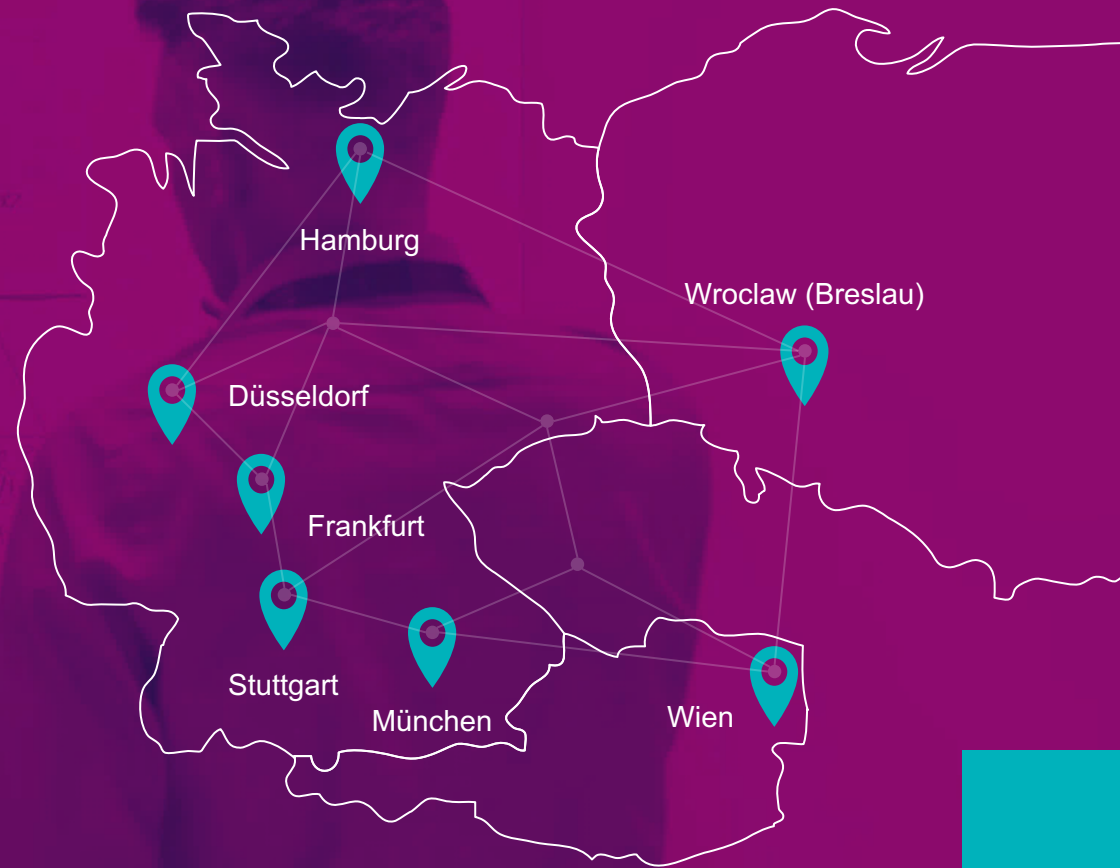 Hamburg
Wroclaw (Breslau)
Düsseldorf
Frankfurt
Stuttgart
München
Wien